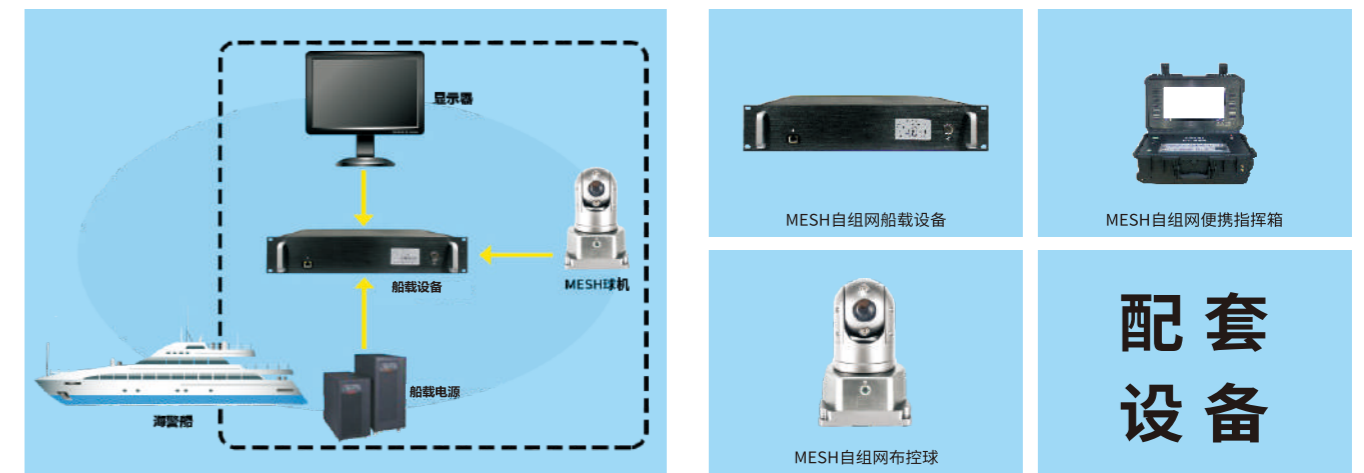 显示器
船载设备
MESH球机
船载电源
海警船
MESH自组网船载设备
MESH自组网便携指挥箱
MESH自组网布控球
配套
设备